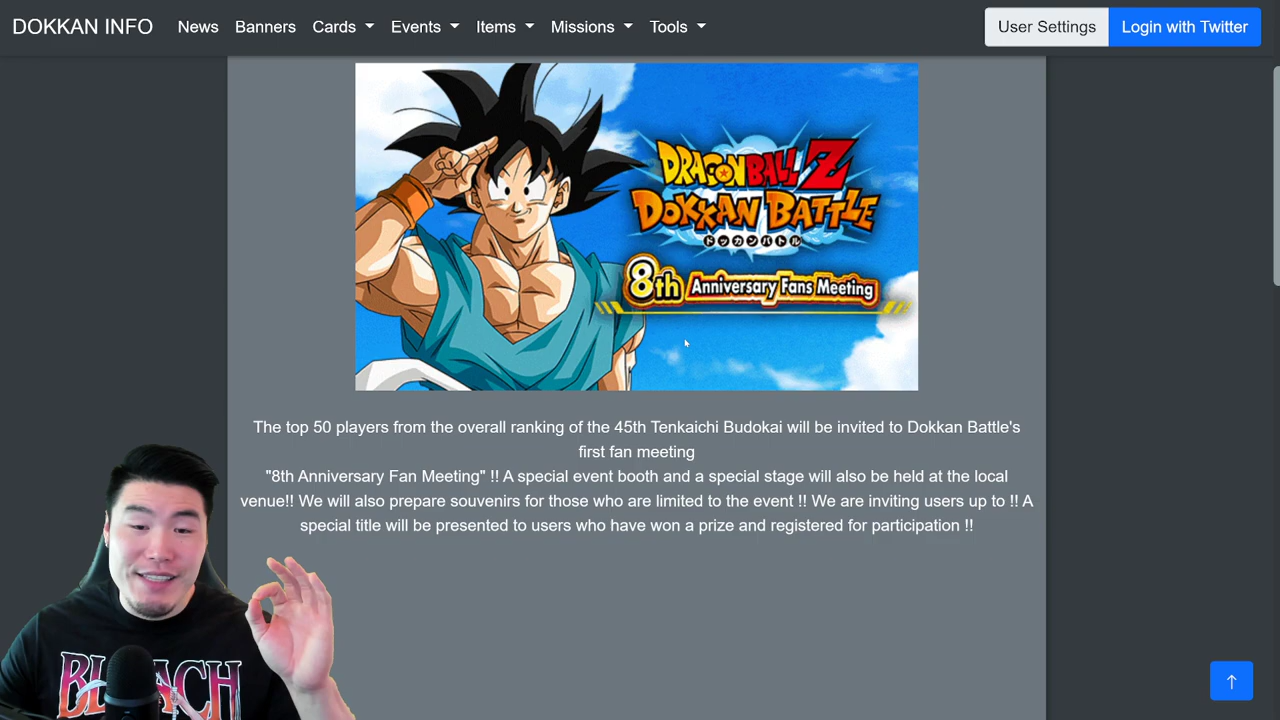 DOKKAN INFO News Banners Cards Events Items Missions Tools User Settings Login with Twitter
DRAGON BALL Z
DOKKAN BATTLE
ドッカンバトル
8th Anniversary Fans Meeting
The top 50 players from the overall ranking of the 45th Tenkaichi Budokai will be invited to Dokkan Battle's
first fan meeting
"8th Anniversary Fan Meeting" !! A special event booth and a special stage will also be held at the local
venue!! We will also prepare souvenirs for those who are limited to the event !! We are inviting users up to !! A
special title will be presented to users who have won a prize and registered for participation !!
BLEACH